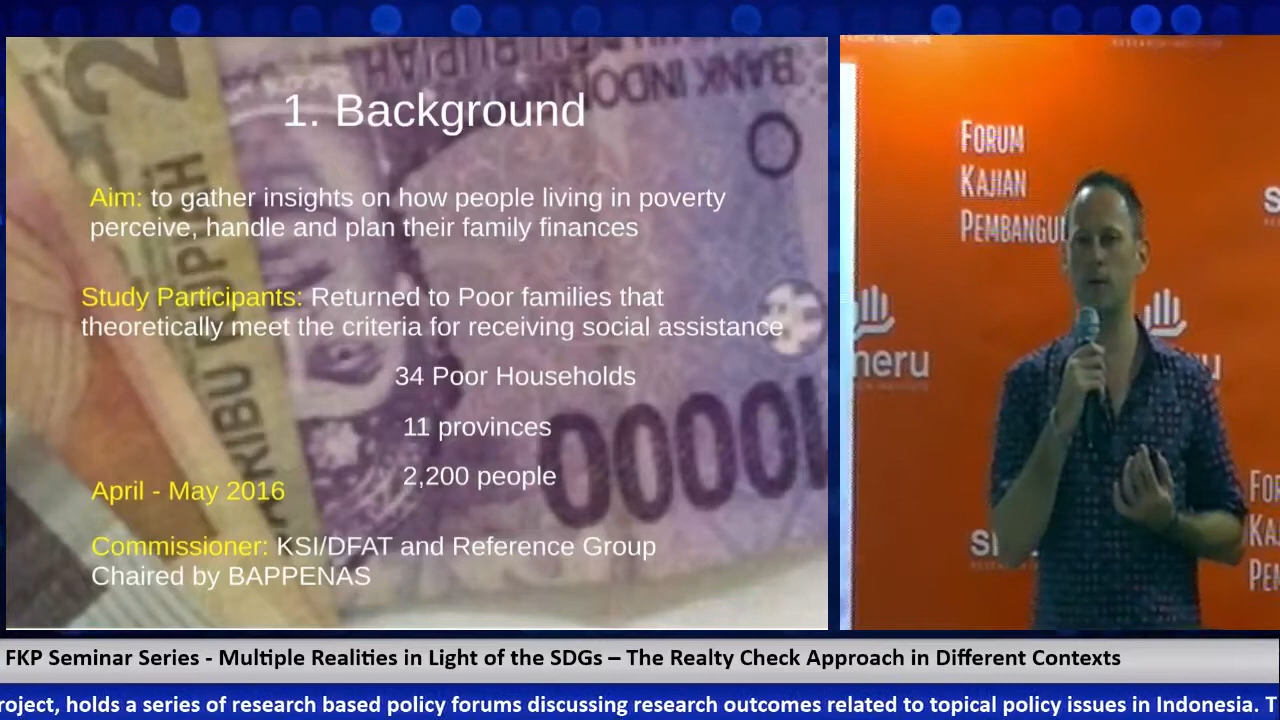 1. Background
Aim: to gather insights on how people living in poverty
perceive, handle and plan their family finances
Study Participants: Returned to Poor families that
theoretically meet the criteria for receiving social assistance
34 Poor Households
11 provinces
2,200 people
April - May 2016
Commissioner: KSI/DFAT and Reference Group
Chaired by BAPPENAS
BANK INDON
10000
FORUM
KAJIAN
PEMBANGU
meru
FKP Seminar Series - Multiple Realities in Light of the SDGs – The Realty Check Approach in Different Contexts
roject, holds a series of research based policy forums discussing research outcomes related to topical policy issues in Indonesia. T